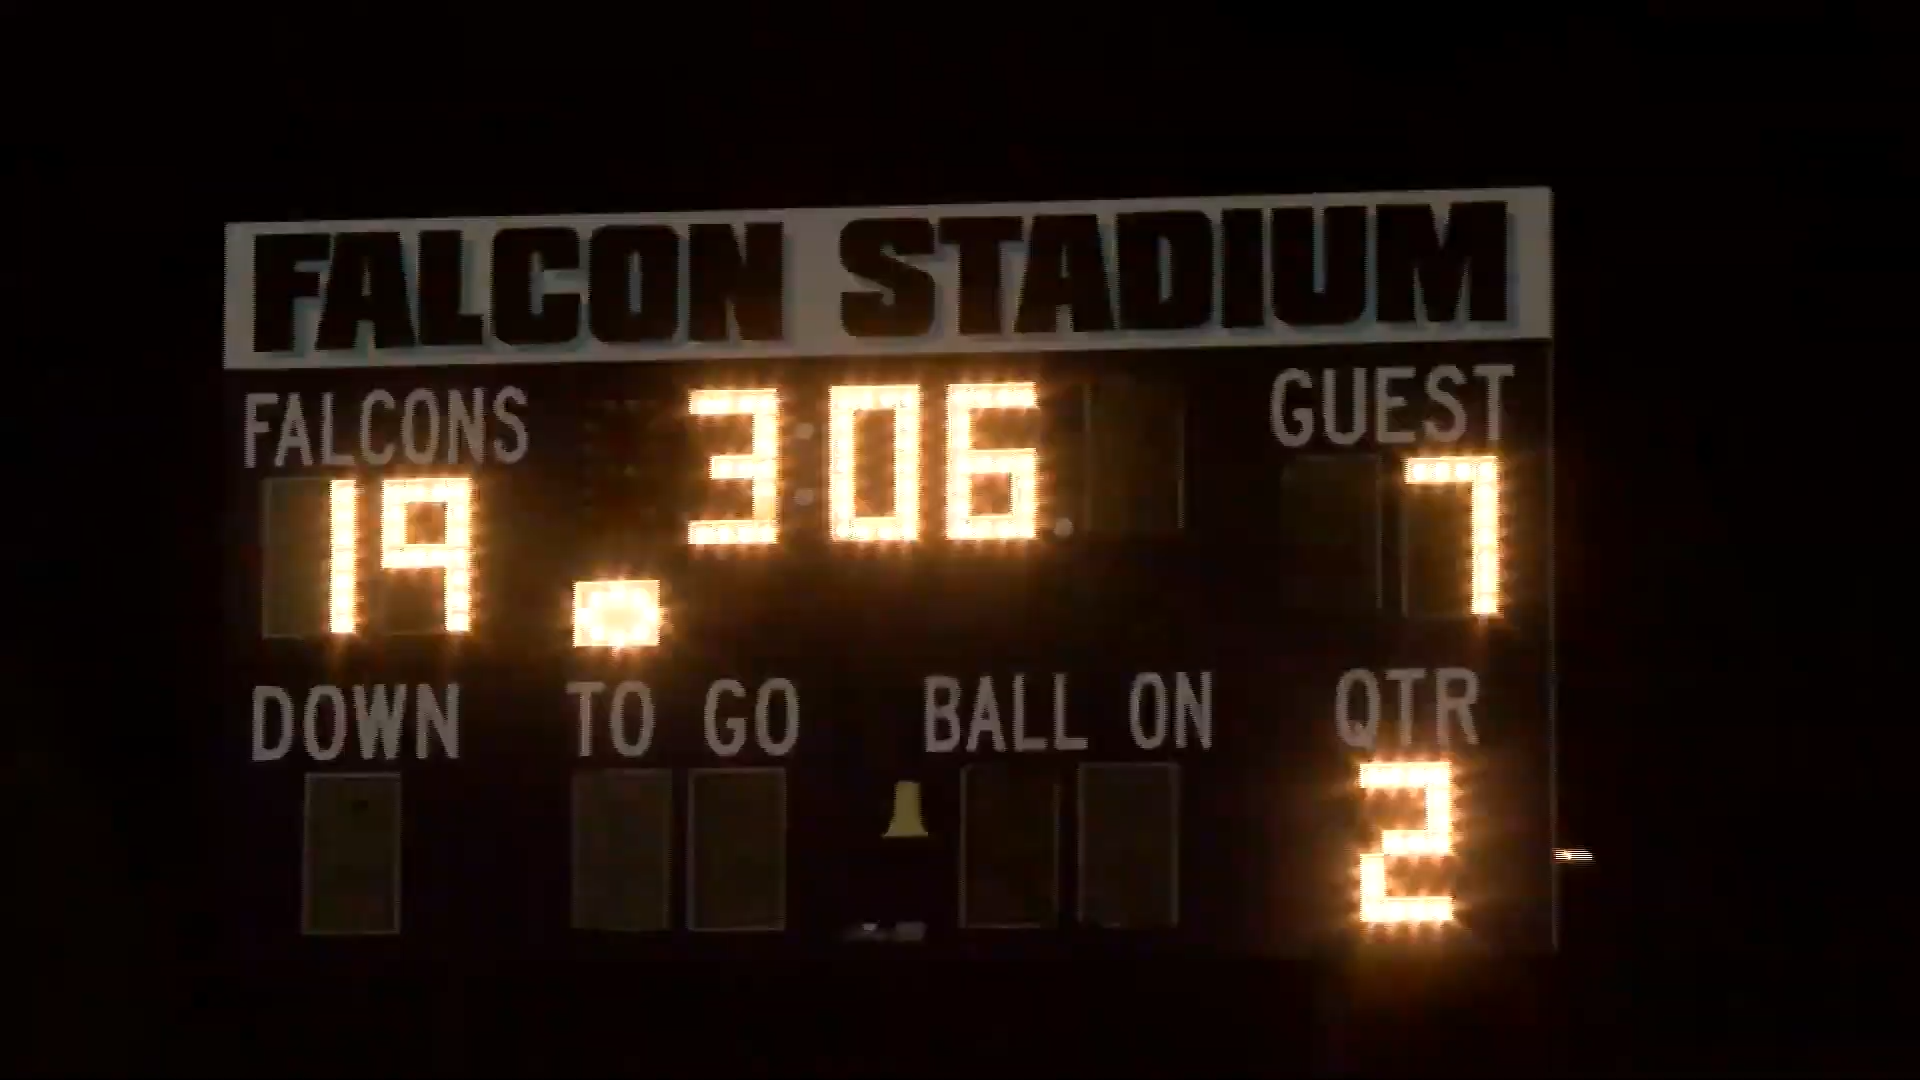 FALCON STADIUM
FALCONS 3:06 GUEST
19 7
DOWN TO GO BALL ON QTR
2